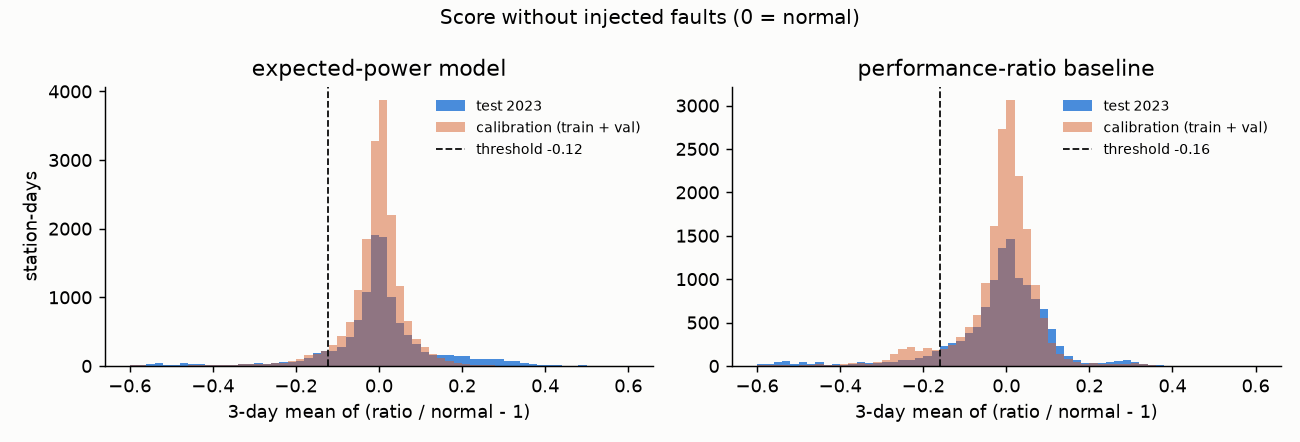 Score without injected faults (0 = normal)
expected-power model
station-days
4000
3000
2000
1000
0
test 2023
calibration (train + val)
threshold -0.12
−0.6 −0.4 −0.2 0.0 0.2 0.4 0.6
3-day mean of (ratio / normal - 1)
performance-ratio baseline
3000
2500
2000
1500
1000
500
0
test 2023
calibration (train + val)
threshold -0.16
−0.6 −0.4 −0.2 0.0 0.2 0.4 0.6
3-day mean of (ratio / normal - 1)